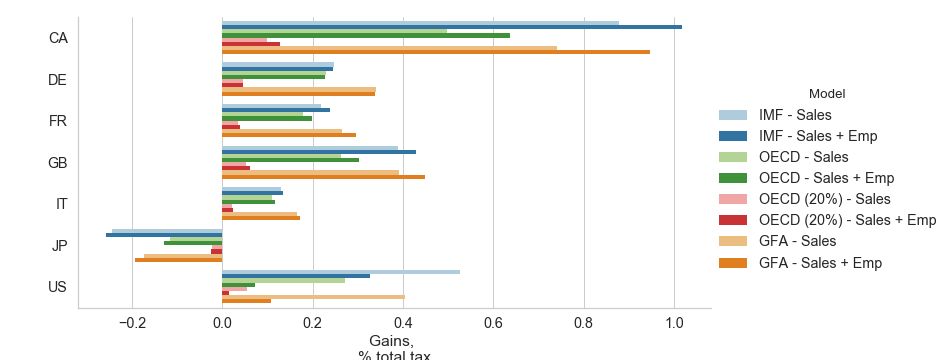 CA
DE
FR
GB
IT
JP
US
−0.2
0.0
0.2
0.4
0.6
0.8
1.0
Gains,
% total tax
Model
IMF - Sales
IMF - Sales + Emp
OECD - Sales
OECD - Sales + Emp
OECD (20%) - Sales
OECD (20%) - Sales + Emp
GFA - Sales
GFA - Sales + Emp